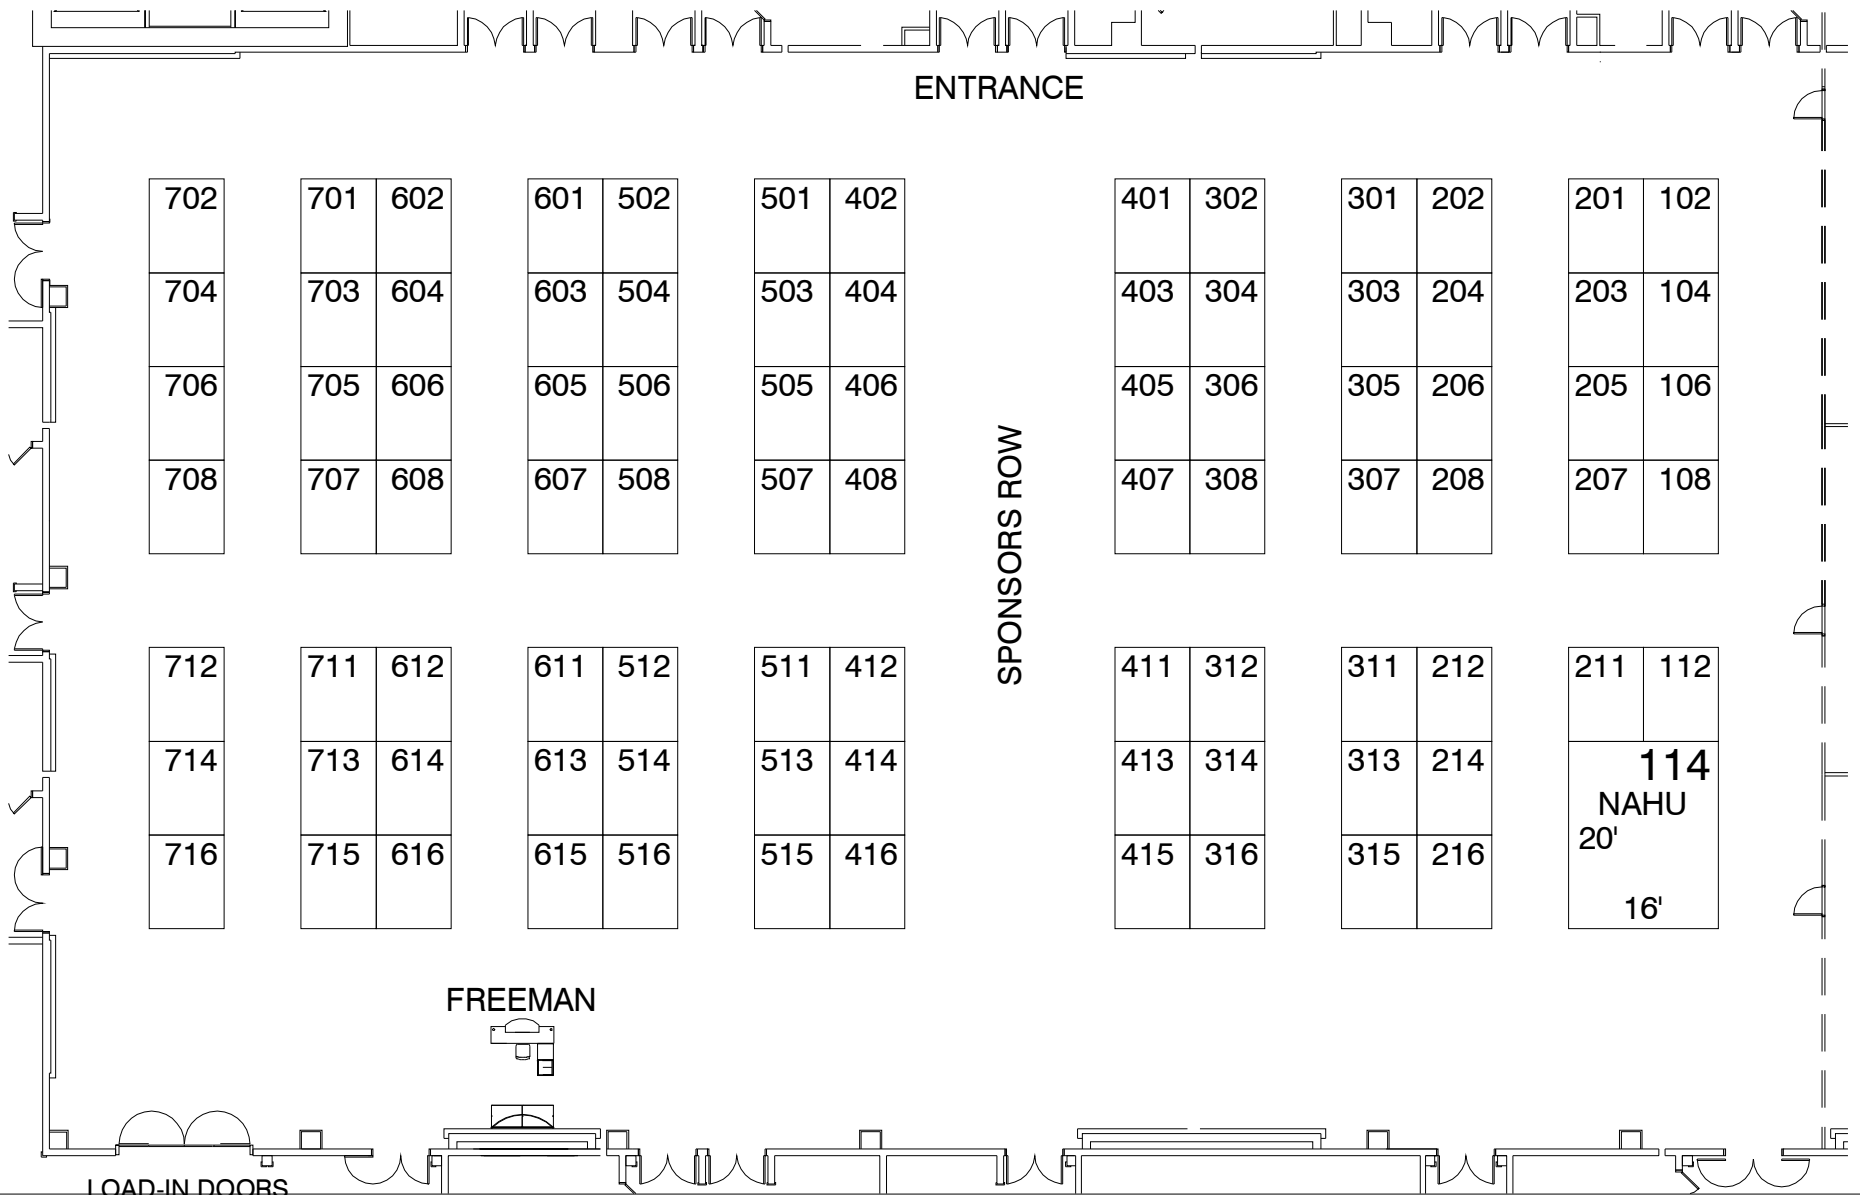 ENTRANCE
702 701 602 601 502 501 402 401 302 301 202 201 102
704 703 604 603 504 503 404 403 304 303 204 203 104
706 705 606 605 506 505 406 405 306 305 206 205 106
708 707 608 607 508 507 408 407 308 307 208 207 108
SPONSORS ROW
712 711 612 611 512 511 412 411 312 311 212 211 112
714 713 614 613 514 513 414 413 314 313 214 114
NAHU
20'
716 715 616 615 516 515 416 415 316 315 216
16'
FREEMAN
LOAD-IN DOORS